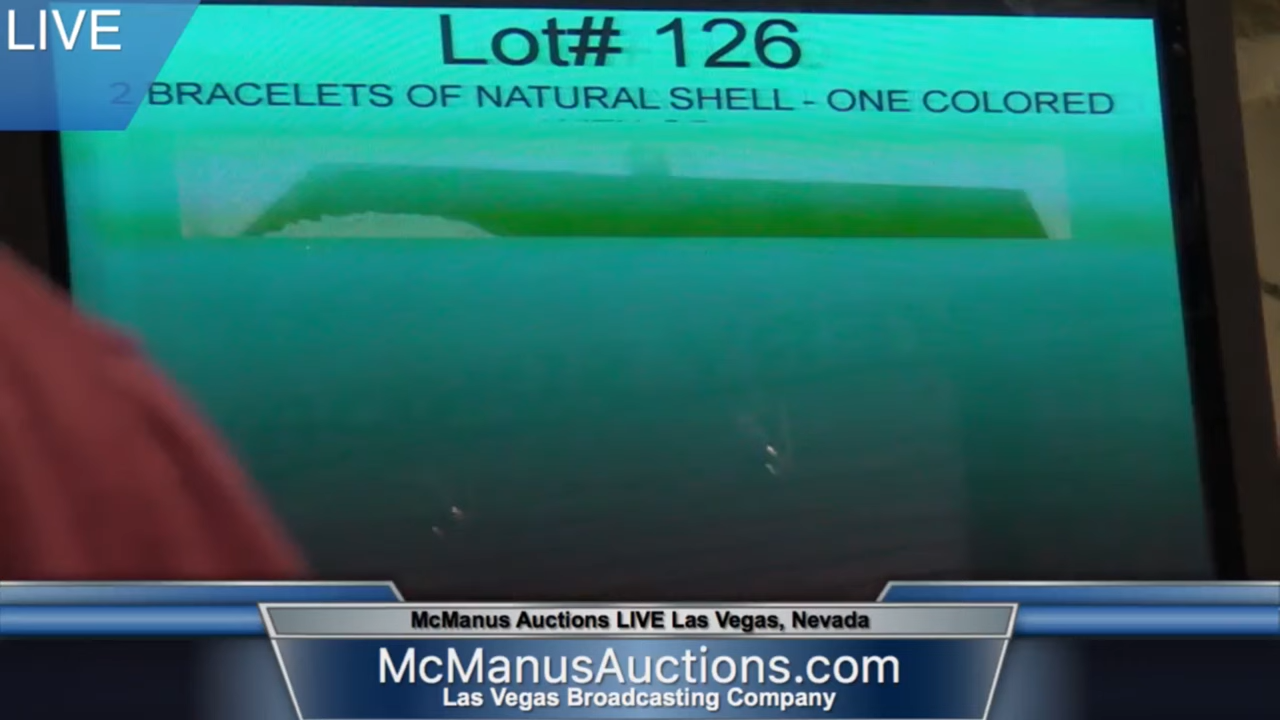 LIVE
Lot# 126
2 BRACELETS OF NATURAL SHELL - ONE COLORED
McManus Auctions LIVE Las Vegas, Nevada
McManusAuctions.com
Las Vegas Broadcasting Company